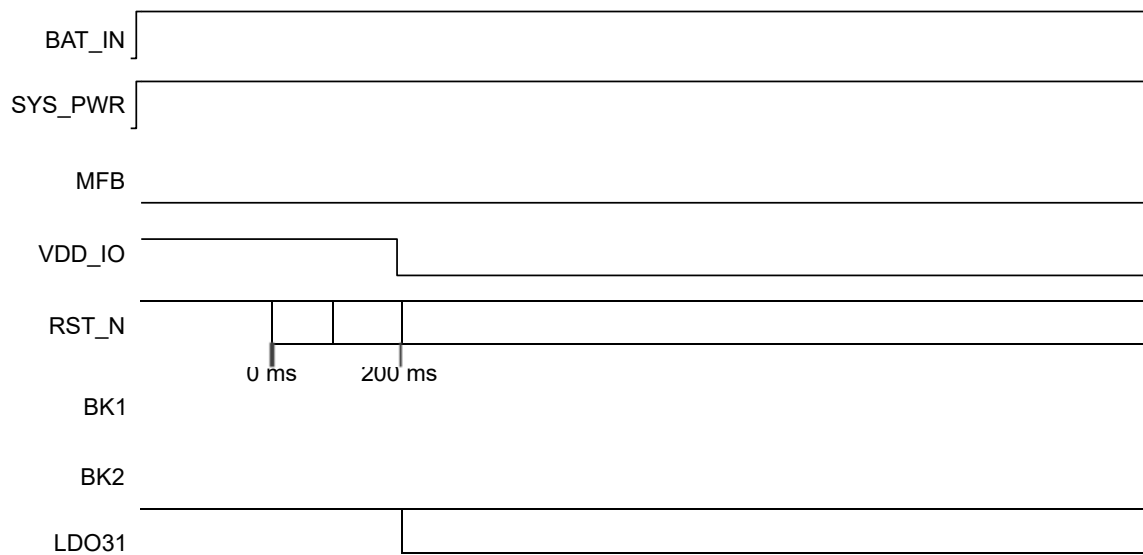 BAT_IN
SYS_PWR
MFB
VDD_IO
RST_N
0 ms 200 ms
BK1
BK2
LDO31